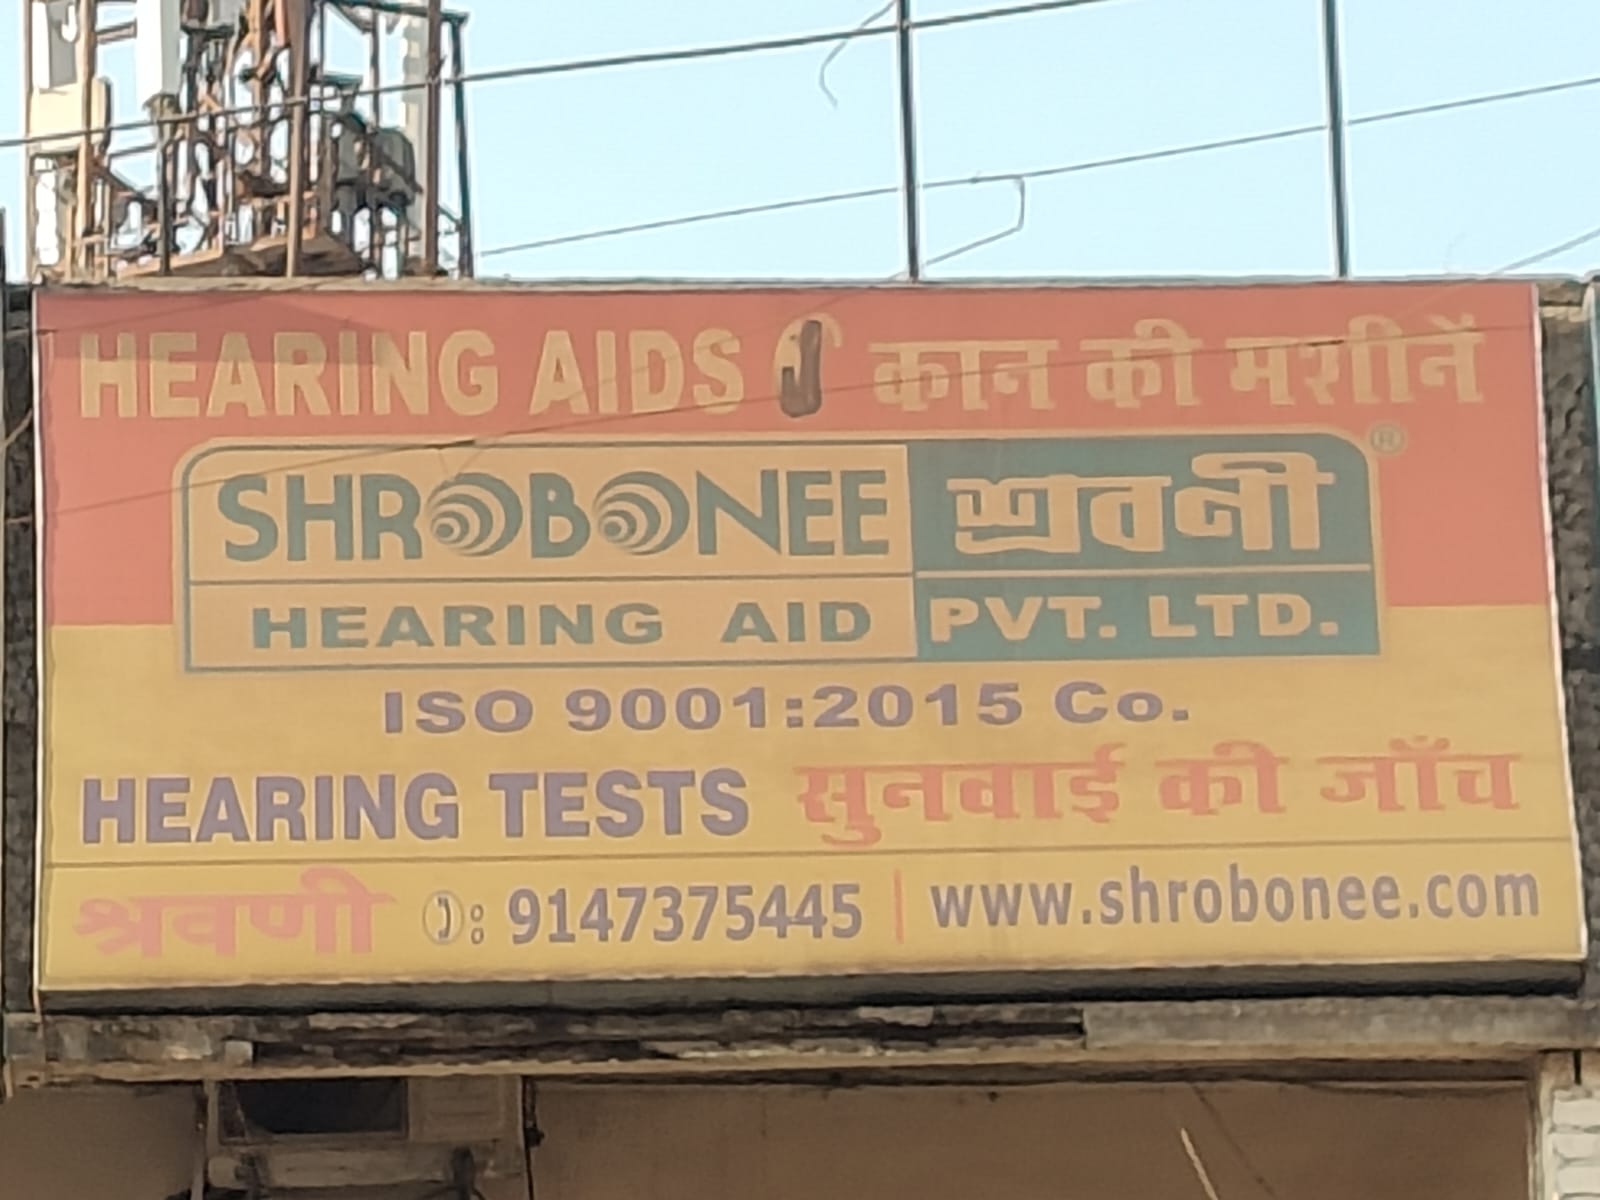 HEARING AIDS कान की मशीनें
SHROBONEE श्रवनी ®
HEARING AID PVT. LTD.
ISO 9001:2015 Co.
HEARING TESTS सुनवाई की जाँच
श्रवणी : 9147375445 | www.shrobonee.com